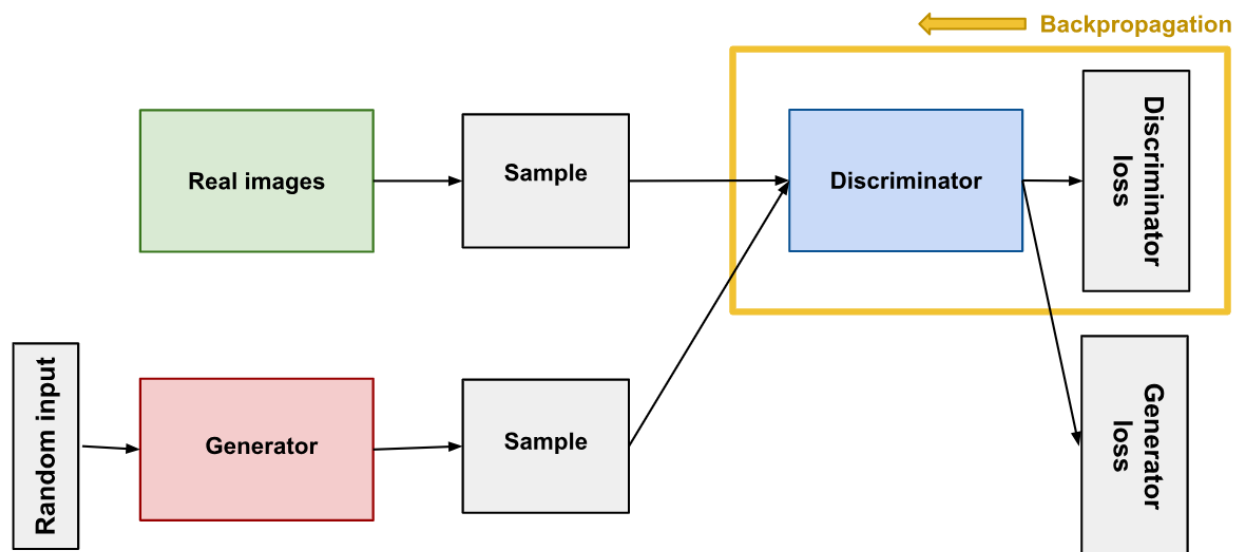 Backpropagation
Real images
Sample
Discriminator
Discriminator
loss
Random input
Generator
Sample
Generator
loss